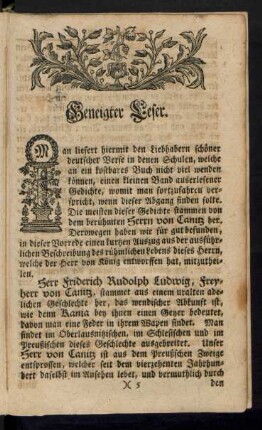 Geneigter Leser.
Man liefert hiermit den Liebhabern schöner
deutscher Verse in denen Schulen, welche
an ein kostbares Buch nicht viel wenden
können, einen kleinen Band auserlesener
Gedichte, womit man fortzufahren ver-
spricht, wenn dieser Abgang finden solte.
Die meisten dieser Gedichte stammen von
dem berühmten Herrn von Canitz her.
Derowegen haben wir für gut befunden,
in dieser Vorrede einen kurtzen Auszug aus der ausführ-
lichen Beschreibung des rühmlichen Lebens dieses Herrn,
welche der Herr von König entworffen hat, mitzuthei-
len.
Herr Friderich Rudolph Ludwig, Frey-
herr von Canitz, stammet aus einem uralten ade-
lichen Geschlechte her, das wendischer Abkunft ist,
wie denn Kania bey ihnen einen Geyer bedeutet,
davon man eine Feder in ihrem Wapen findet. Man
findet im Oberlausnitzischen, im Schlesischen und im
Preußischen dieses Geschlechte ausgebreitet. Unser
Herr von Canitz ist aus dem Preußischen Zweige
entsprossen, welcher seit dem vierzehenten Jahrhun-
dert daselbst im Ansehen lebet, und vermuthlich durch
X 3
den